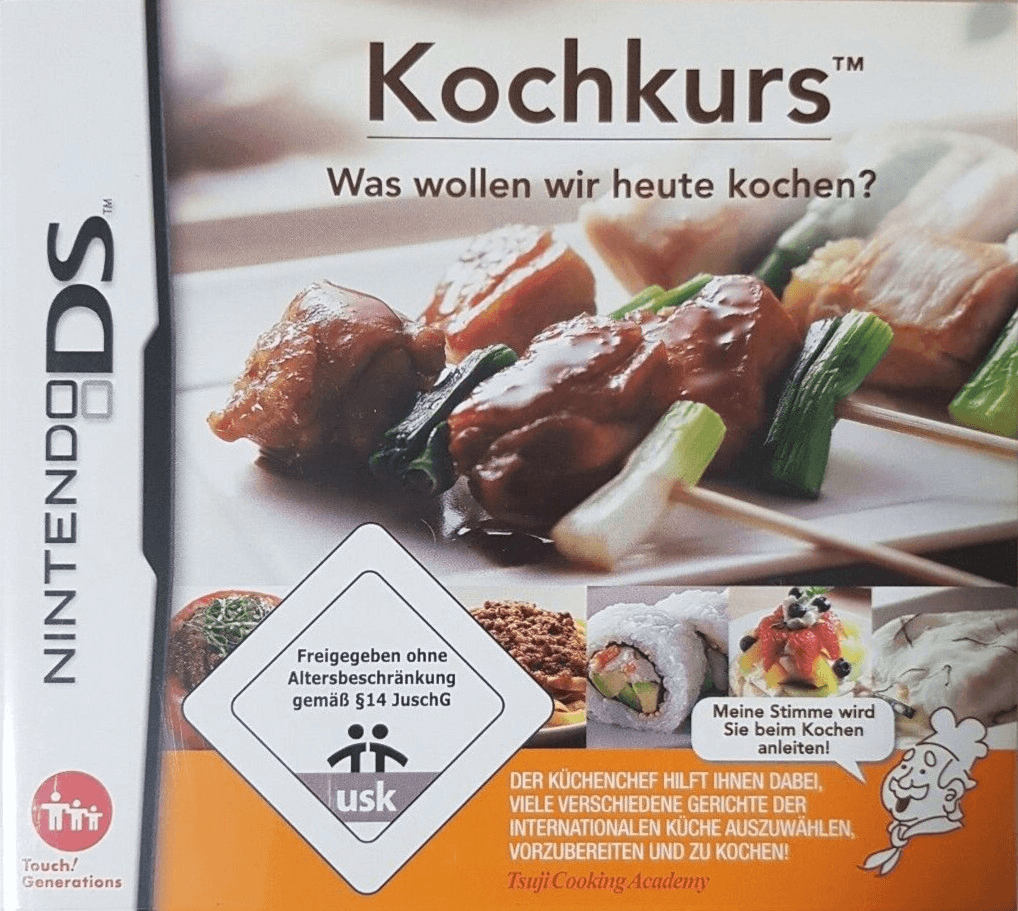 Kochkurs™
Was wollen wir heute kochen?
NINTENDO DS™
Freigegeben ohne
Altersbeschränkung
gemäß §14 JuschG
usk
Meine Stimme wird
Sie beim Kochen
anleiten!
DER KÜCHENCHEF HILFT IHNEN DABEI,
VIELE VERSCHIEDENE GERICHTE DER
INTERNATIONALEN KÜCHE AUSZUWÄHLEN,
VORZUBEREITEN UND ZU KOCHEN!
Tsuji Cooking Academy
Touch!
Generations